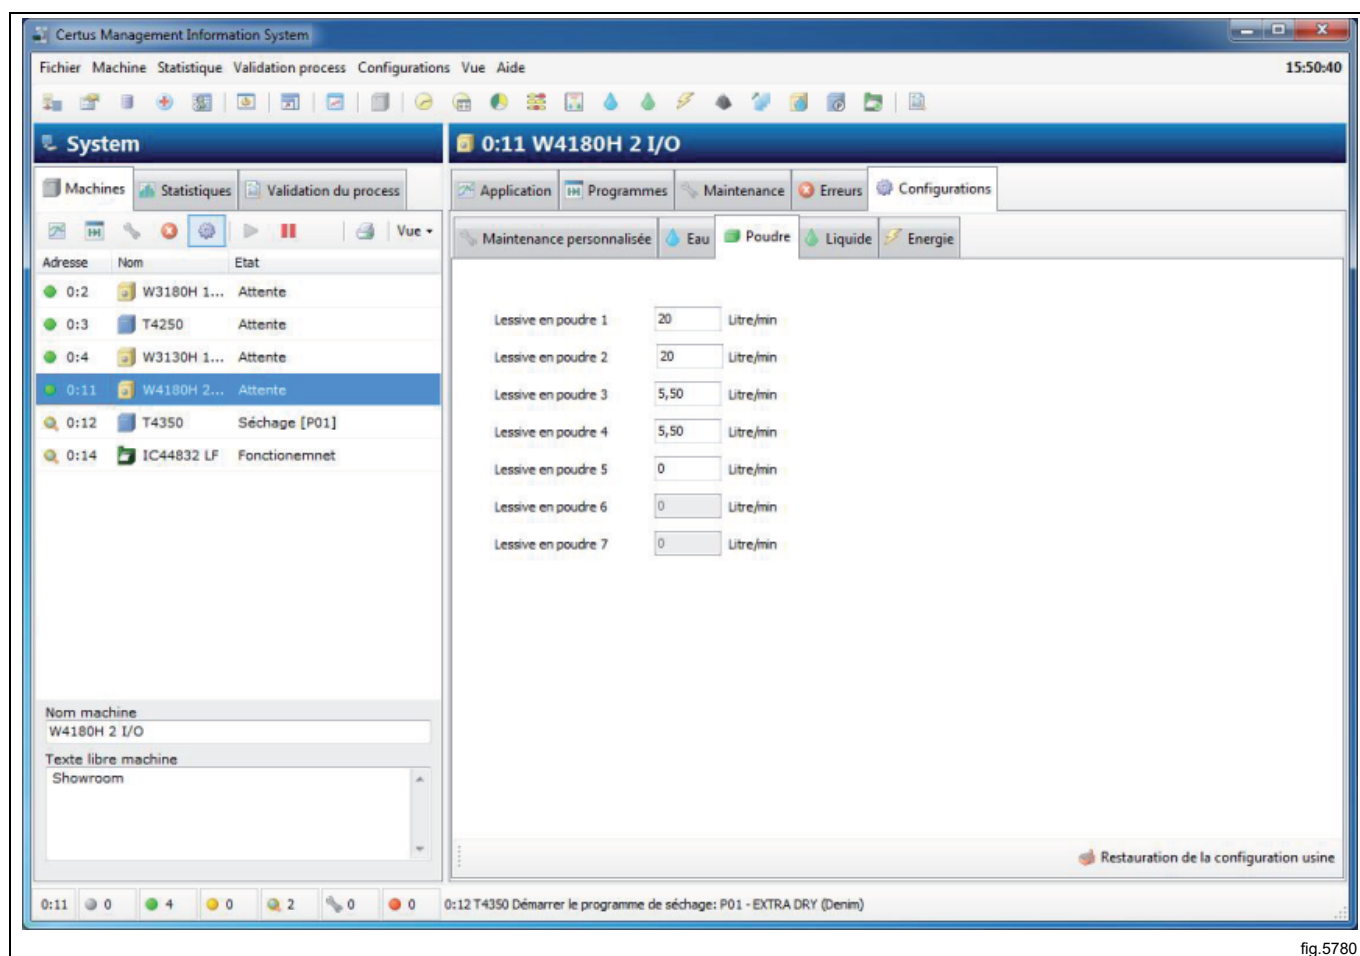 Certus Management Information System
Fichier Machine Statistique Validation process Configurations Vue Aide 15:50:40
System
0:11 W4180H 2 I/O
Machines Statistiques Validation du process
Application Programmes Maintenance Erreurs Configurations
Vue
Maintenance personnalisée Eau Poudre Liquide Energie
Adresse Nom Etat
0:2 W3180H 1... Attente
0:3 T4250 Attente
0:4 W3130H 1... Attente
0:11 W4180H 2... Attente
0:12 T4350 Séchage [P01]
0:14 IC44832 LF Fonctionemnet
Lessive en poudre 1 20 Litre/min
Lessive en poudre 2 20 Litre/min
Lessive en poudre 3 5,50 Litre/min
Lessive en poudre 4 5,50 Litre/min
Lessive en poudre 5 0 Litre/min
Lessive en poudre 6 0 Litre/min
Lessive en poudre 7 0 Litre/min
Nom machine
W4180H 2 I/O
Texte libre machine
Showroom
Restauration de la configuration usine
0:11 0 4 0 2 0 0 0:12 T4350 Démarrer le programme de séchage: P01 - EXTRA DRY (Denim)
fig.5780